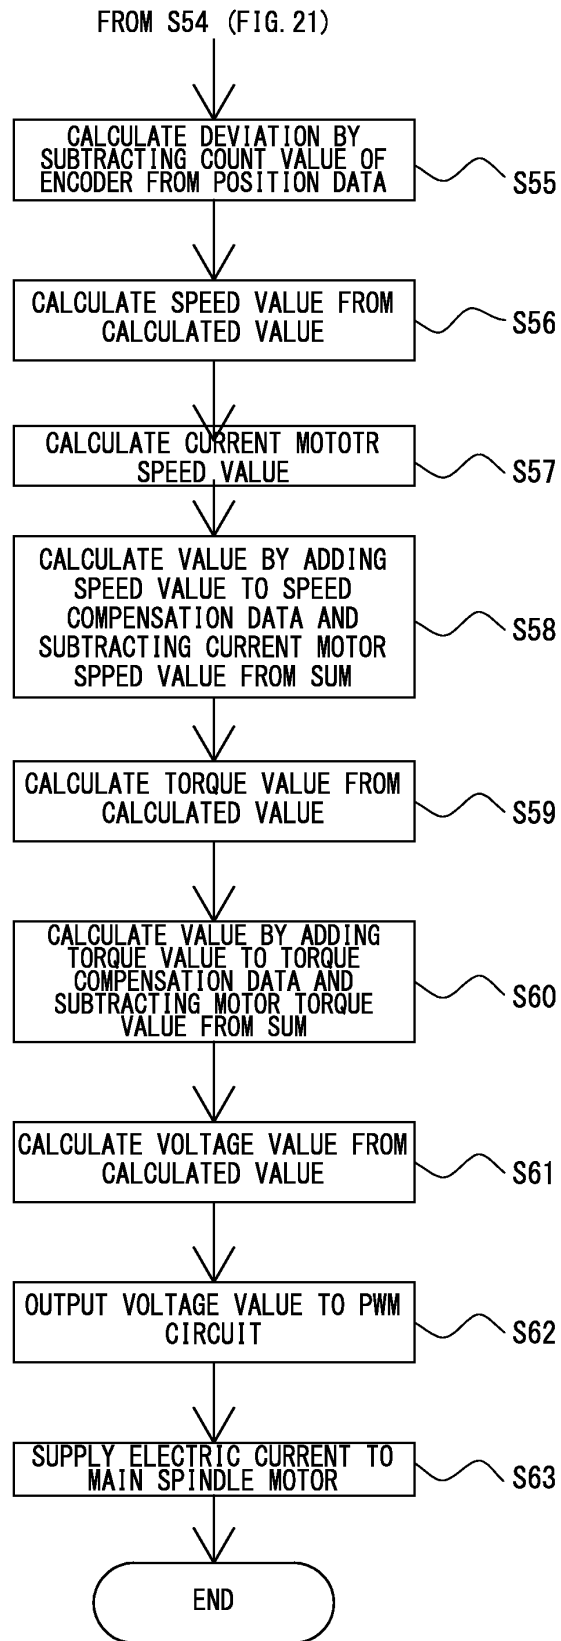 FROM S54 (FIG.21)
CALCULATE DEVIATION BY
SUBTRACTING COUNT VALUE OF
ENCODER FROM POSITION DATA
S55
CALCULATE SPEED VALUE FROM
CALCULATED VALUE
S56
CALCULATE CURRENT MOTOTR
SPEED VALUE
S57
CALCULATE VALUE BY ADDING
SPEED VALUE TO SPEED
COMPENSATION DATA AND
SUBTRACTING CURRENT MOTOR
SPPED VALUE FROM SUM
S58
CALCULATE TORQUE VALUE FROM
CALCULATED VALUE
S59
CALCULATE VALUE BY ADDING
TORQUE VALUE TO TORQUE
COMPENSATION DATA AND
SUBTRACTING MOTOR TORQUE
VALUE FROM SUM
S60
CALCULATE VOLTAGE VALUE FROM
CALCULATED VALUE
S61
OUTPUT VOLTAGE VALUE TO PWM
CIRCUIT
S62
SUPPLY ELECTRIC CURRENT TO
MAIN SPINDLE MOTOR
S63
END